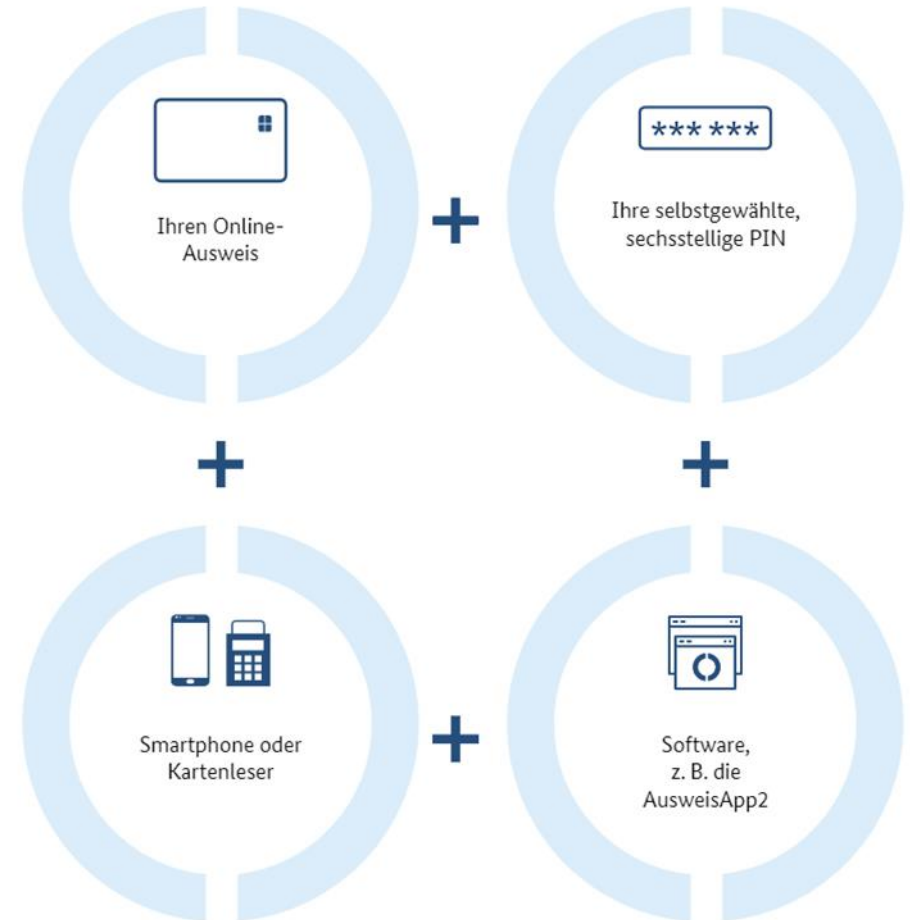 Ihren Online-
Ausweis
*** ***
Ihre selbstgewählte,
sechsstellige PIN
Smartphone oder
Kartenleser
Software,
z. B. die
AusweisApp2